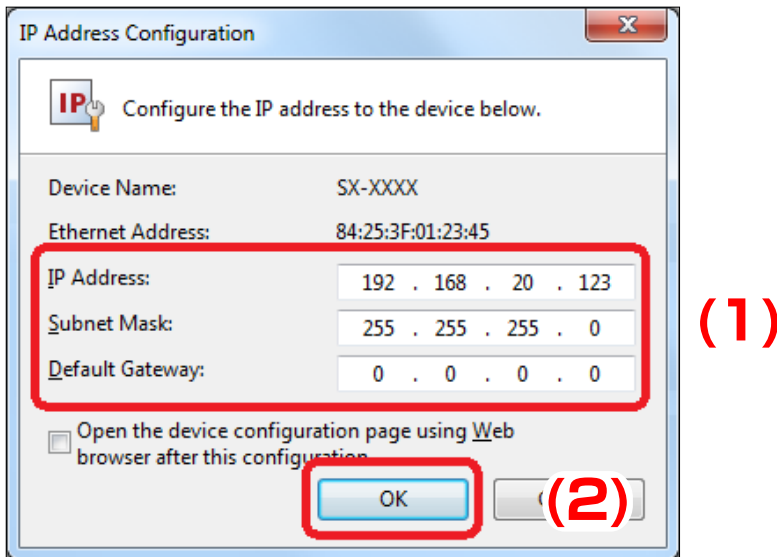 IP Address Configuration
IP
Configure the IP address to the device below.
Device Name: SX-XXXX
Ethernet Address: 84:25:3F:01:23:45
IP Address: 192 . 168 . 20 . 123
(1)
Subnet Mask: 255 . 255 . 255 . 0
Default Gateway: 0 . 0 . 0 . 0
Open the device configuration page using Web
browser after this configuration.
OK
(2)